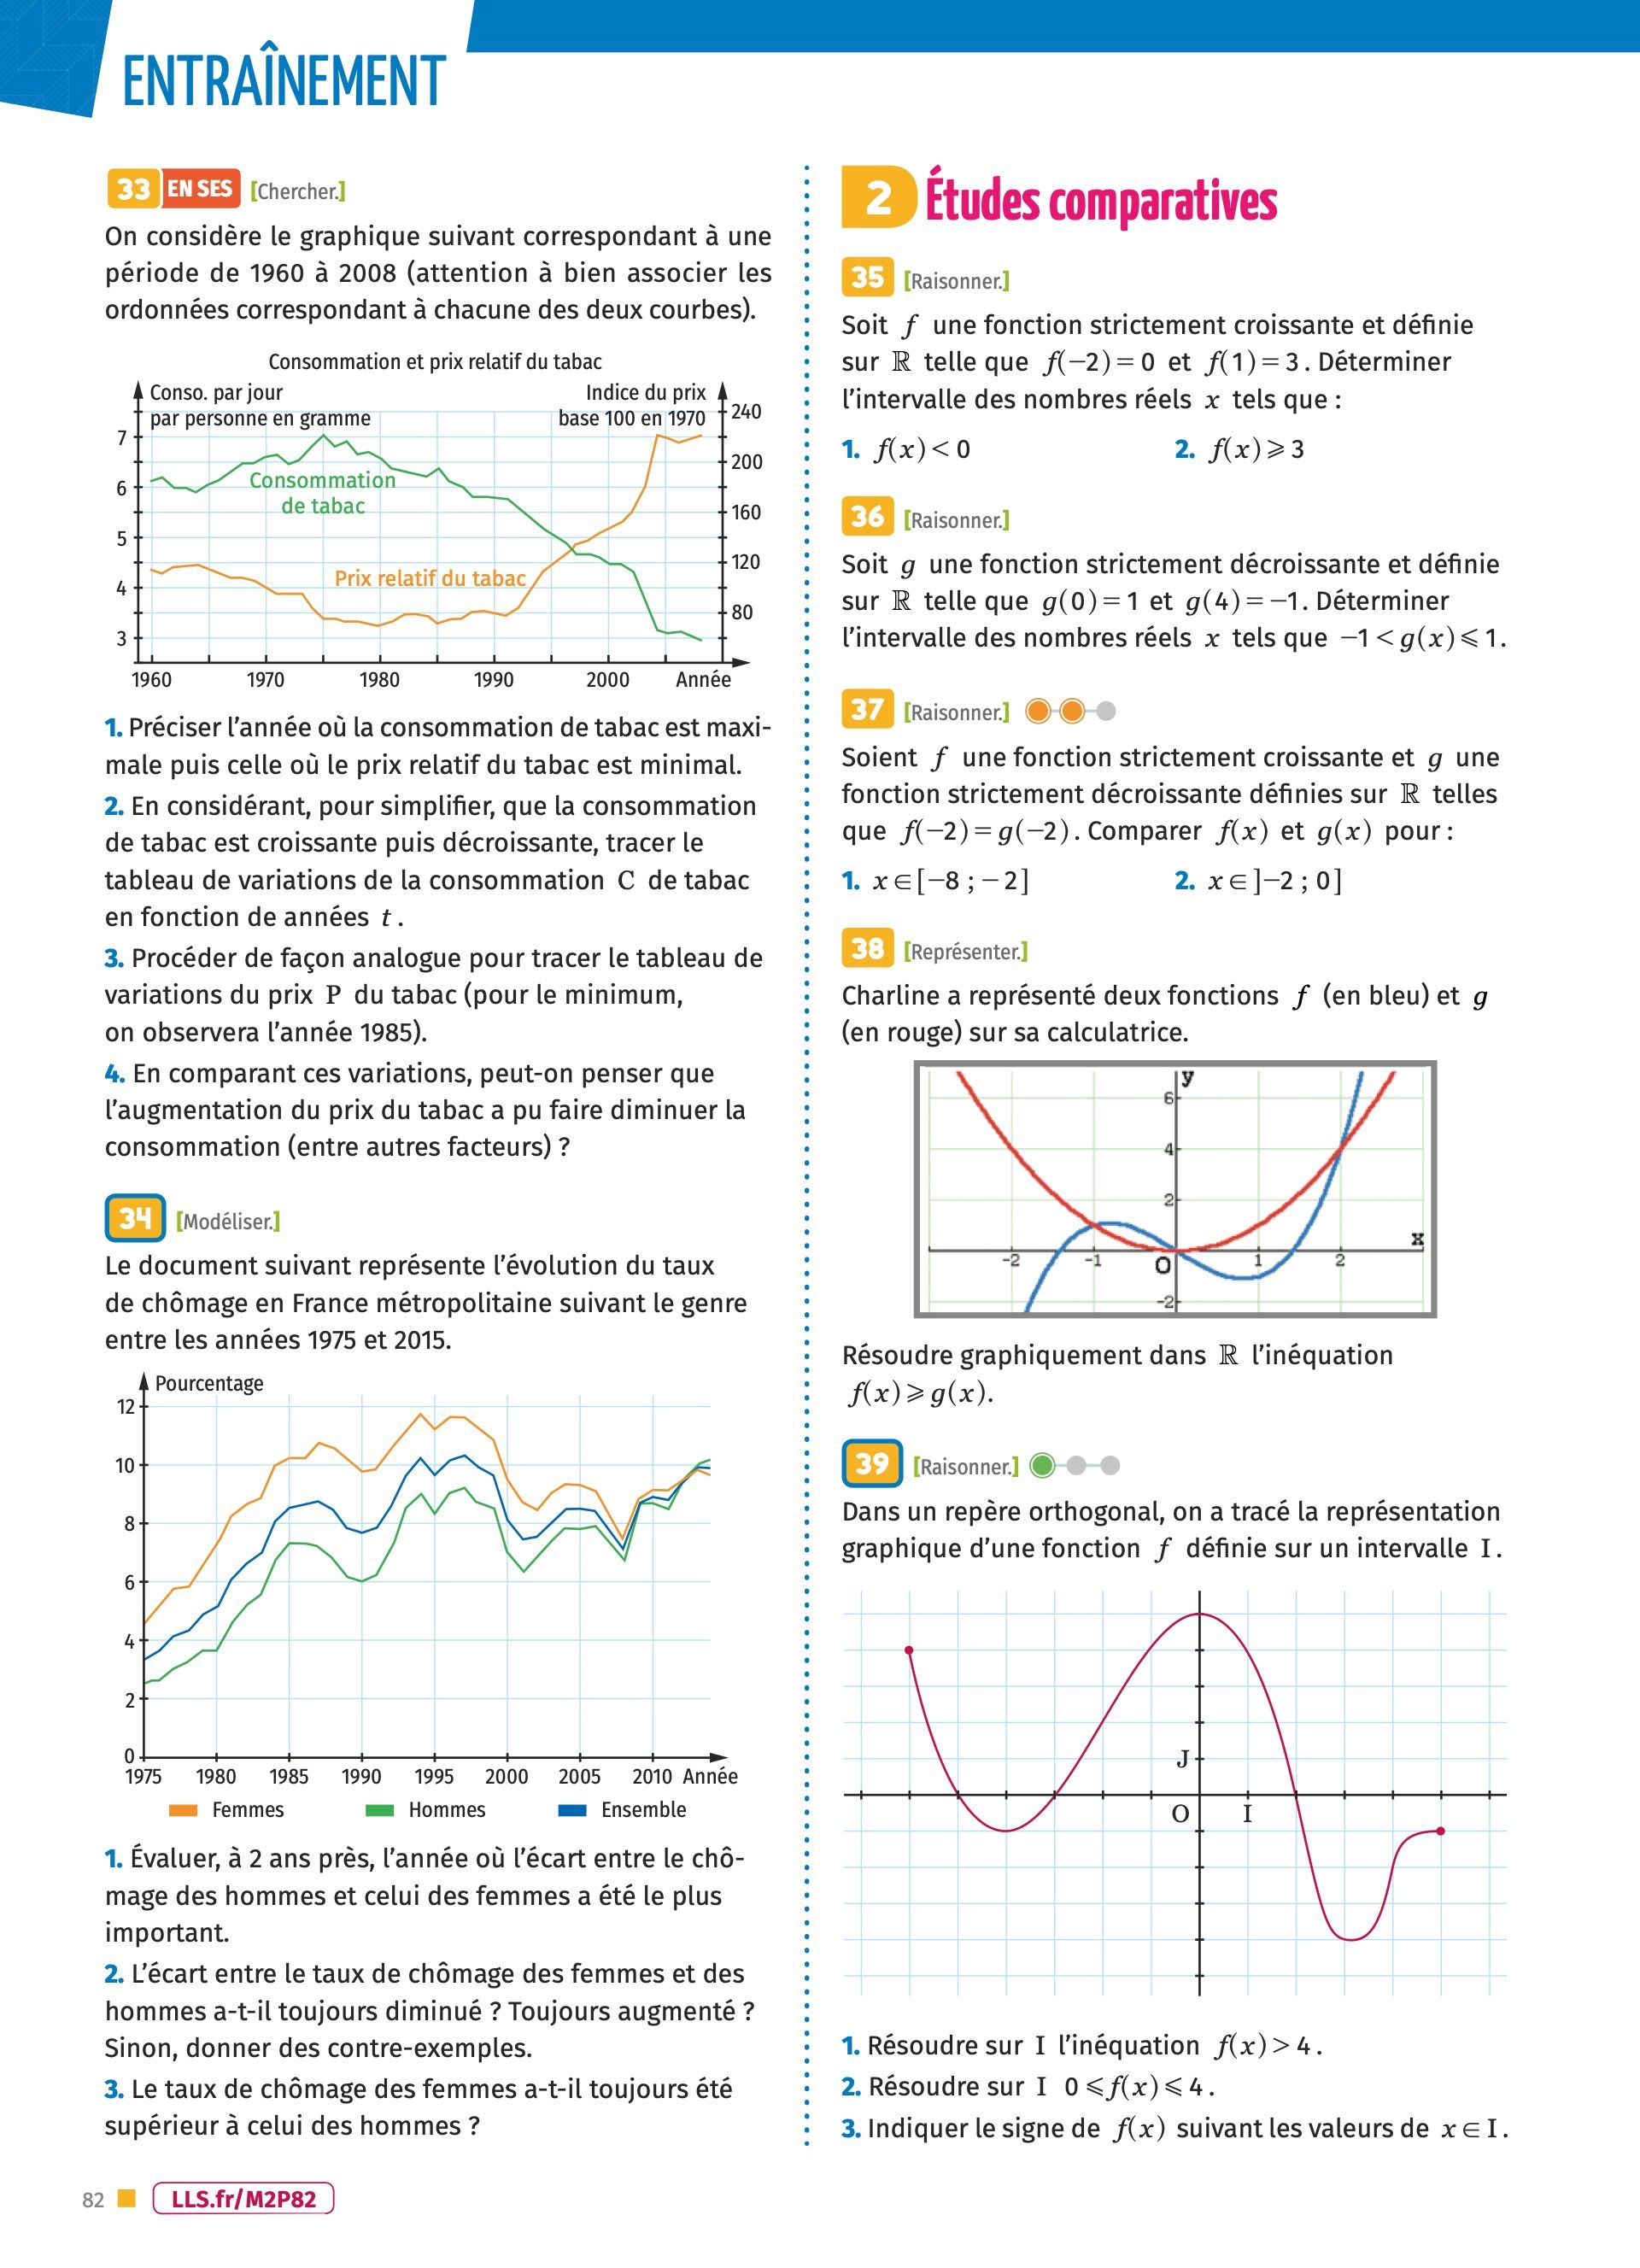 ENTRAÎNEMENT
33 EN SES [Chercher.]
On considère le graphique suivant correspondant à une
période de 1960 à 2008 (attention à bien associer les
ordonnées correspondant à chacune des deux courbes).
Consommation et prix relatif du tabac
Conso. par jour
par personne en gramme
Indice du prix
base 100 en 1970
7
6
5
4
3
240
200
160
120
80
Consommation
de tabac
Prix relatif du tabac
1960 1970 1980 1990 2000 Année
1. Préciser l'année où la consommation de tabac est maxi-
male puis celle où le prix relatif du tabac est minimal.
2. En considérant, pour simplifier, que la consommation
de tabac est croissante puis décroissante, tracer le
tableau de variations de la consommation C de tabac
en fonction de années t.
3. Procéder de façon analogue pour tracer le tableau de
variations du prix P du tabac (pour le minimum,
on observera l'année 1985).
4. En comparant ces variations, peut-on penser que
l'augmentation du prix du tabac a pu faire diminuer la
consommation (entre autres facteurs) ?
34 [Modéliser.]
Le document suivant représente l'évolution du taux
de chômage en France métropolitaine suivant le genre
entre les années 1975 et 2015.
Pourcentage
12
10
8
6
4
2
0
1975 1980 1985 1990 1995 2000 2005 2010 Année
Femmes Hommes Ensemble
1. Évaluer, à 2 ans près, l'année où l'écart entre le chô-
mage des hommes et celui des femmes a été le plus
important.
2. L'écart entre le taux de chômage des femmes et des
hommes a-t-il toujours diminué ? Toujours augmenté ?
Sinon, donner des contre-exemples.
3. Le taux de chômage des femmes a-t-il toujours été
supérieur à celui des hommes ?
2 Études comparatives
35 [Raisonner.]
Soit f une fonction strictement croissante et définie
sur ℝ telle que f(−2) = 0 et f(1) = 3. Déterminer
l'intervalle des nombres réels x tels que :
1. f(x) < 0 2. f(x) ⩾ 3
36 [Raisonner.]
Soit g une fonction strictement décroissante et définie
sur ℝ telle que g(0) = 1 et g(4) = −1. Déterminer
l'intervalle des nombres réels x tels que −1 < g(x) ⩽ 1.
37 [Raisonner.]
Soient f une fonction strictement croissante et g une
fonction strictement décroissante définies sur ℝ telles
que f(−2) = g(−2). Comparer f(x) et g(x) pour :
1. x ∈ [−8 ; −2] 2. x ∈ ]−2 ; 0]
38 [Représenter.]
Charline a représenté deux fonctions f (en bleu) et g
(en rouge) sur sa calculatrice.
y
6
4
2
x
-2 -1 O 1 2
-2
Résoudre graphiquement dans ℝ l'inéquation
f(x) ⩾ g(x).
39 [Raisonner.]
Dans un repère orthogonal, on a tracé la représentation
graphique d'une fonction f définie sur un intervalle I.
J
O I
1. Résoudre sur I l'inéquation f(x) > 4.
2. Résoudre sur I 0 ⩽ f(x) ⩽ 4.
3. Indiquer le signe de f(x) suivant les valeurs de x ∈ I.
82 LLS.fr/M2P82